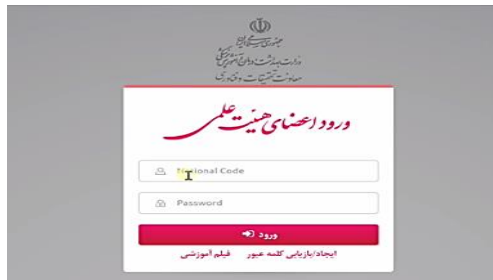 جمهوری اسلامی ایران
وزارت بهداشت، درمان و آموزش پزشکی
معاونت تحقیقات و فناوری
ورود اعضای هیئت علمی
National Code
Password
ورود
ایجاد/بازیابی کلمه عبور فیلم آموزشی